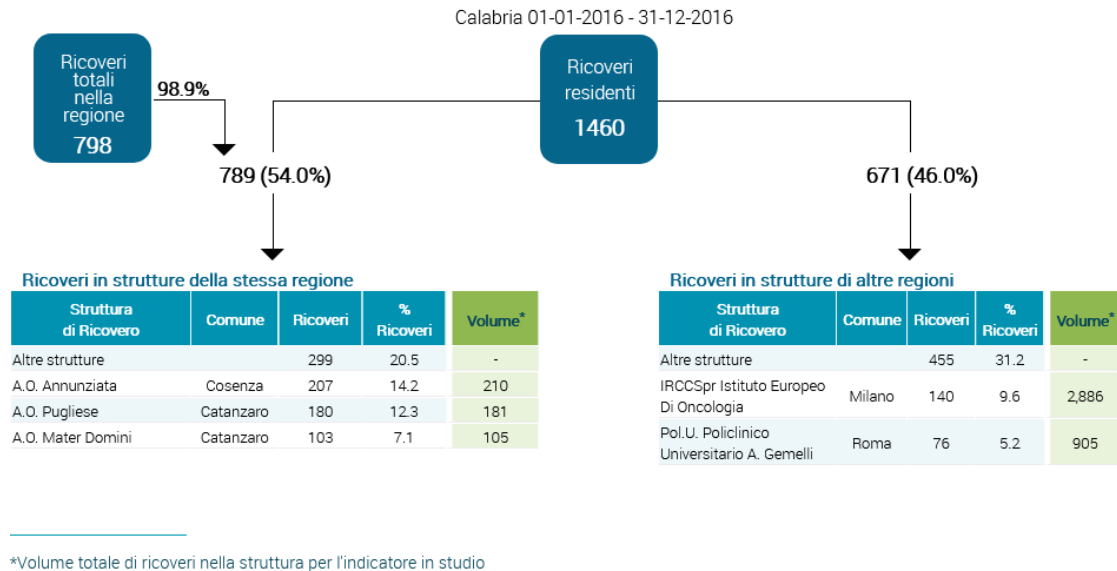 Calabria 01-01-2016 - 31-12-2016
Ricoveri
totali
nella
regione
798
98.9%
Ricoveri
residenti
1460
789 (54.0%)
671 (46.0%)
Ricoveri in strutture della stessa regione
Struttura
di Ricovero
Comune
Ricoveri
%
Ricoveri
Volume*
Altre strutture 299 20.5 -
A.O. Annunziata Cosenza 207 14.2 210
A.O. Pugliese Catanzaro 180 12.3 181
A.O. Mater Domini Catanzaro 103 7.1 105
Ricoveri in strutture di altre regioni
Struttura
di Ricovero
Comune
Ricoveri
%
Ricoveri
Volume*
Altre strutture 455 31.2 -
IRCCSpr Istituto Europeo
Di Oncologia
Milano 140 9.6 2,886
Pol.U. Policlinico
Universitario A. Gemelli
Roma 76 5.2 905
*Volume totale di ricoveri nella struttura per l'indicatore in studio